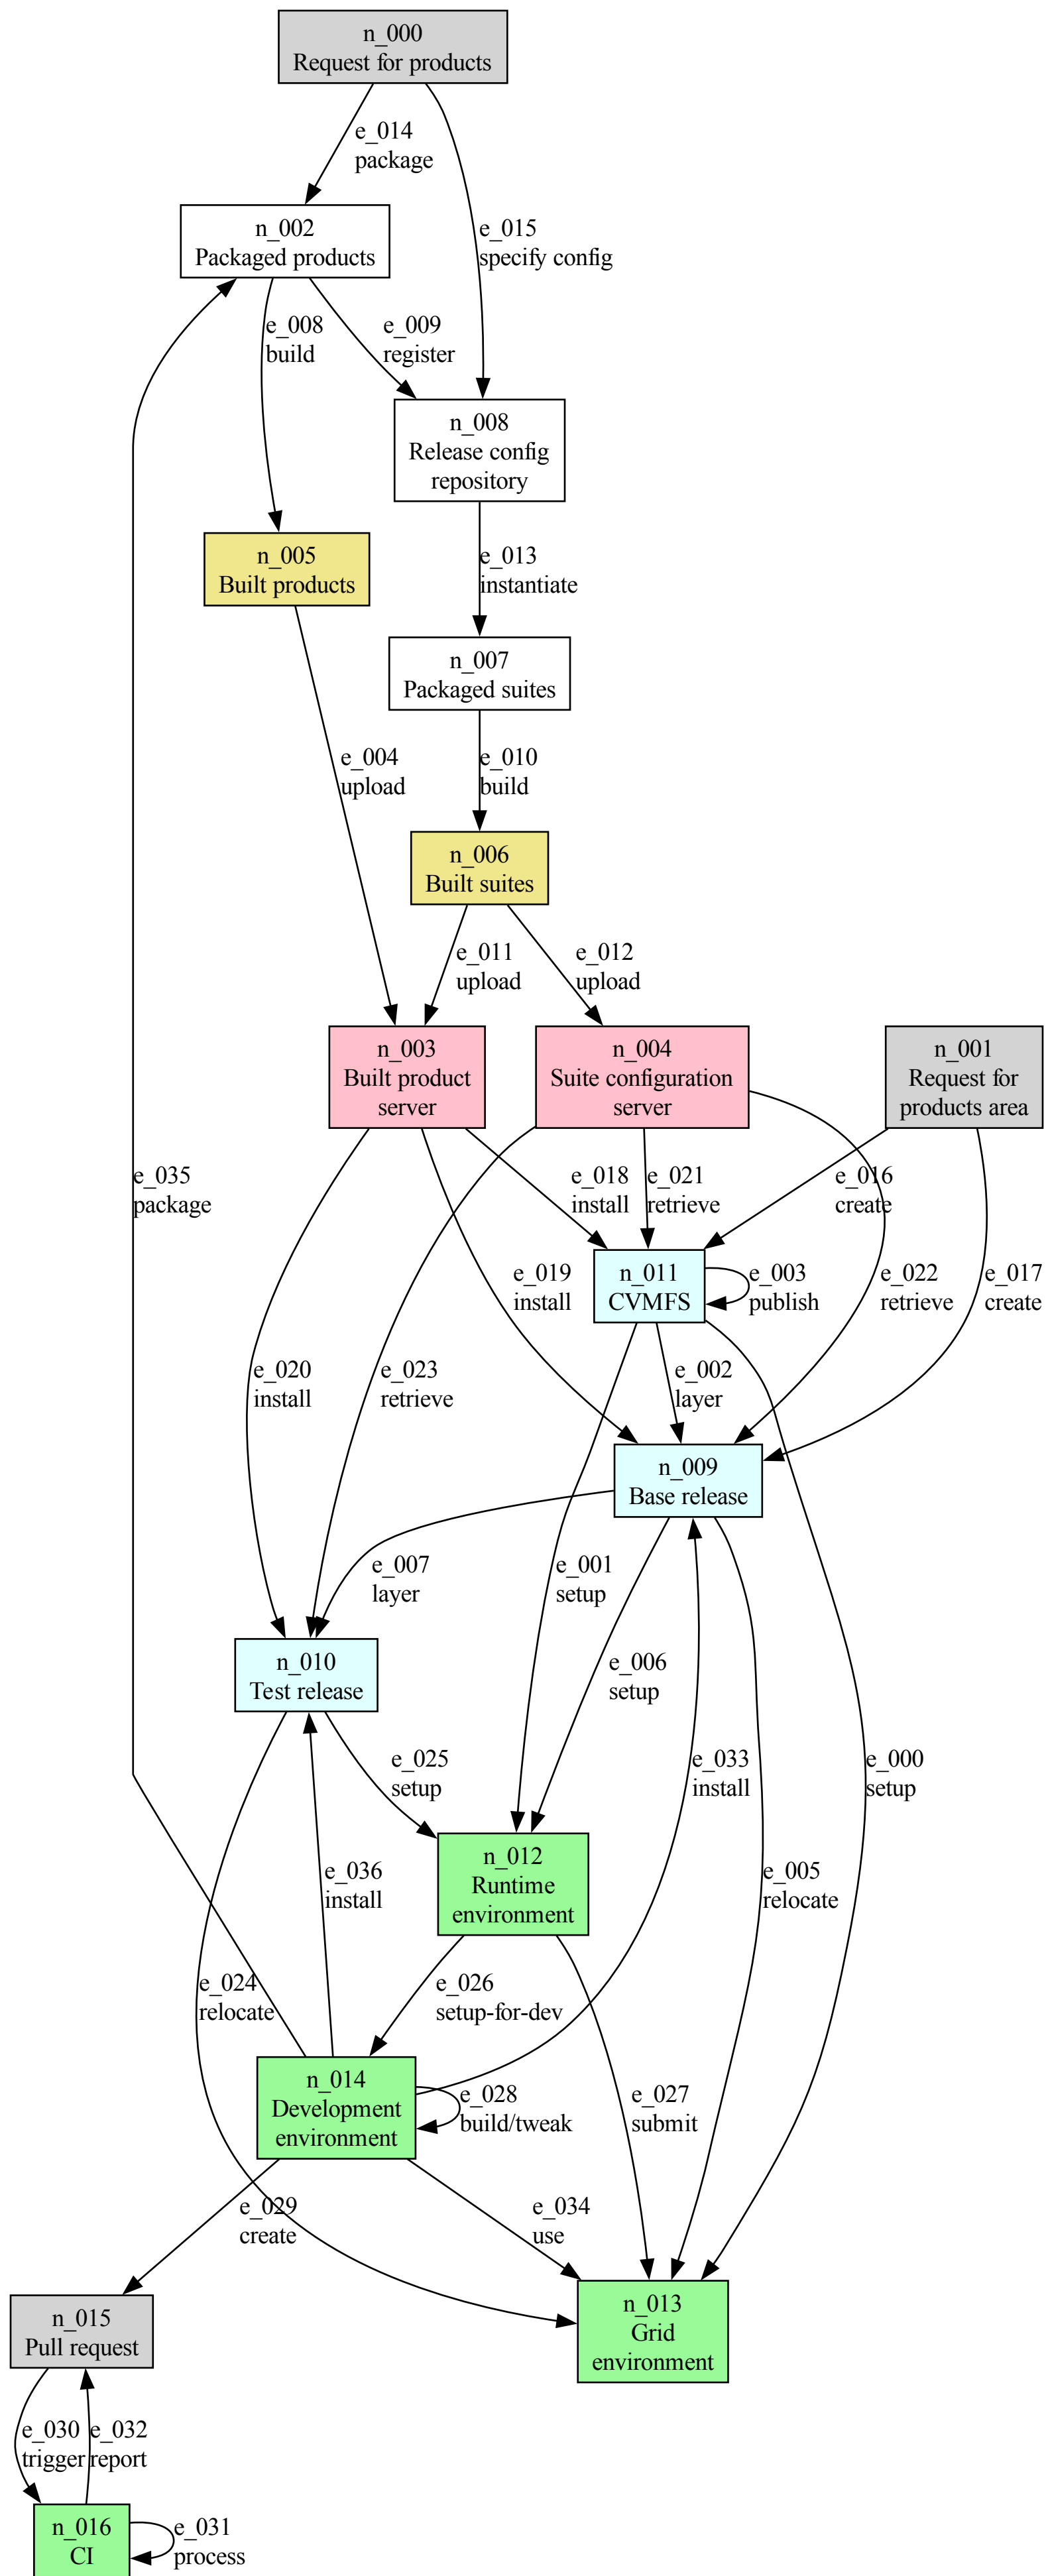 n_000
Request for products
e_014
package
n_002
Packaged products
e_015
specify config
e_008
build
e_009
register
n_008
Release config
repository
n_005
Built products
e_013
instantiate
n_007
Packaged suites
e_004
upload
e_010
build
n_006
Built suites
e_011
upload
e_012
upload
n_003
Built product
server
n_004
Suite configuration
server
n_001
Request for
products area
e_035
package
e_018
install
e_021
retrieve
e_016
create
n_011
CVMFS
e_003
publish
e_019
install
e_022
retrieve
e_017
create
e_020
install
e_023
retrieve
e_002
layer
n_009
Base release
e_007
layer
e_001
setup
n_010
Test release
e_006
setup
e_025
setup
e_033
install
e_000
setup
n_012
Runtime
environment
e_036
install
e_005
relocate
e_024
relocate
e_026
setup-for-dev
n_014
Development
environment
e_028
build/tweak
e_027
submit
e_029
create
e_034
use
n_015
Pull request
n_013
Grid
environment
e_030
trigger
e_032
report
n_016
CI
e_031
process